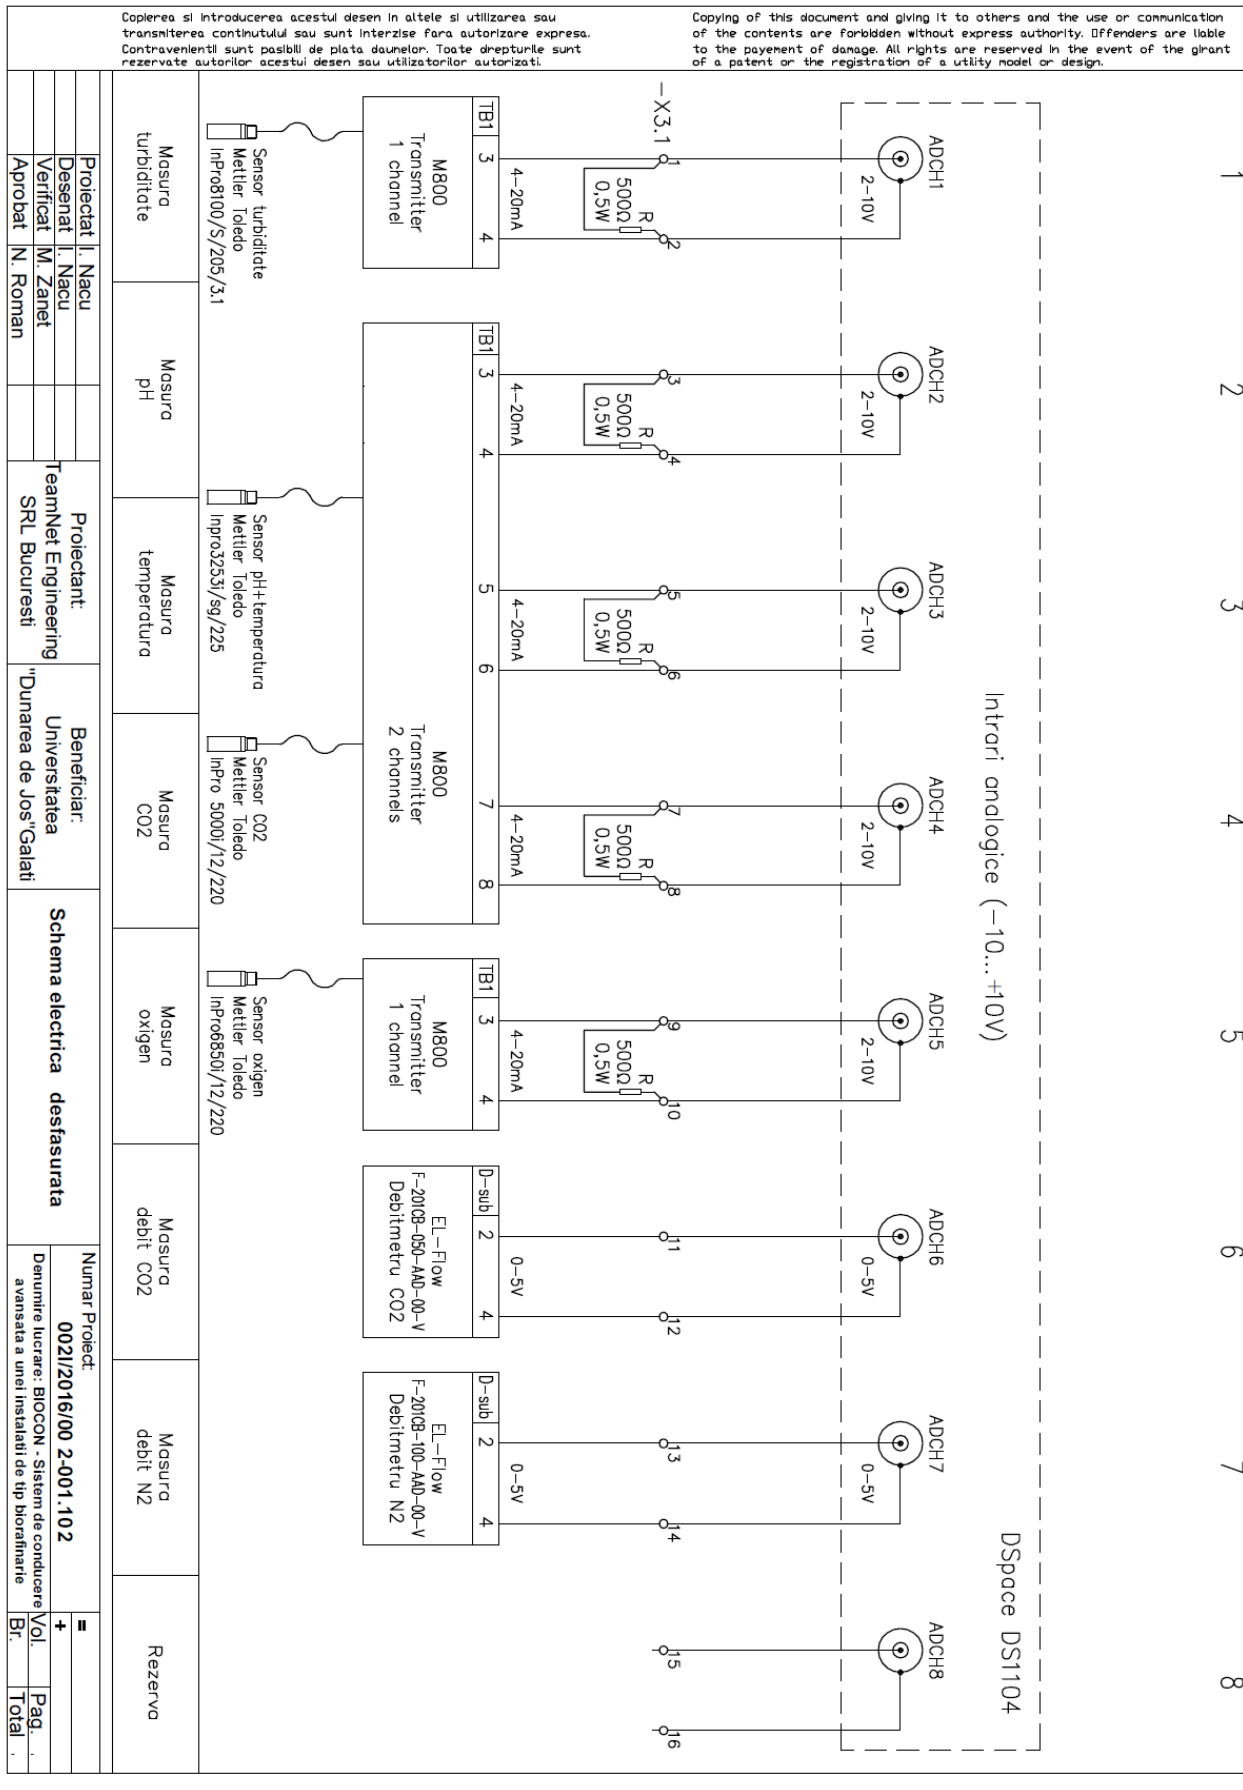 Copierea si introducerea acestui desen in altele si utilizarea sau
transmiterea continutului sau sunt interzise fara autorizare expresa.
Contravenientii sunt pasibili de plata daunelor. Toate drepturile sunt
rezervate autorilor acestui desen sau utilizatorilor autorizati.
Copying of this document and giving it to others and the use or communication
of the contents are forbidden without express authority. Offenders are liable
to the payement of damage. All rights are reserved in the event of the girant
of a patent or the registration of a utility model or design.
1
2
3
4
5
6
7
8
Intrari analogice (-10...+10V)
DSpace DS1104
ADCH1
2-10V
ADCH2
2-10V
ADCH3
2-10V
ADCH4
2-10V
ADCH5
2-10V
ADCH6
0-5V
ADCH7
0-5V
ADCH8
-X3.1
1
2
3
4
5
6
7
8
9
10
11
12
13
14
15
16
R
500Ω
0,5W
R
500Ω
0,5W
R
500Ω
0,5W
R
500Ω
0,5W
R
500Ω
0,5W
4-20mA
4-20mA
4-20mA
4-20mA
4-20mA
0-5V
0-5V
TB1
3
4
M800
Transmitter
1 channel
TB1
3
4
5
6
7
8
M800
Transmitter
2 channels
TB1
3
4
M800
Transmitter
1 channel
D-sub
2
4
EL-Flow
F-201CB-050-AAD-00-V
Debitmetru CO2
D-sub
2
4
EL-Flow
F-201CB-100-AAD-00-V
Debitmetru N2
Sensor turbiditate
Mettler Toledo
InPro8100/S/205/3.1
Sensor pH+temperatura
Mettler Toledo
Inpro3253i/sg/225
Sensor CO2
Mettler Toledo
InPro 5000i/12/220
Sensor oxigen
Mettler Toledo
InPro6850i/12/220
Masura
turbiditate
Masura
pH
Masura
temperatura
Masura
CO2
Masura
oxigen
Masura
debit CO2
Masura
debit N2
Rezerva
Proiectat I. Nacu
Desenat I. Nacu
Verificat M. Zanet
Aprobat N. Roman
Proiectant:
TeamNet Engineering
SRL Bucuresti
Beneficiar:
Universitatea
"Dunarea de Jos"Galati
Schema electrica desfasurata
Numar Proiect:
002I/2016/00 2-001.102
Denumire lucrare: BIOCON - Sistem de conducere
avansata a unei instalatii de tip biorafinarie
=
+
Vol. Pag. .
Br. Total .